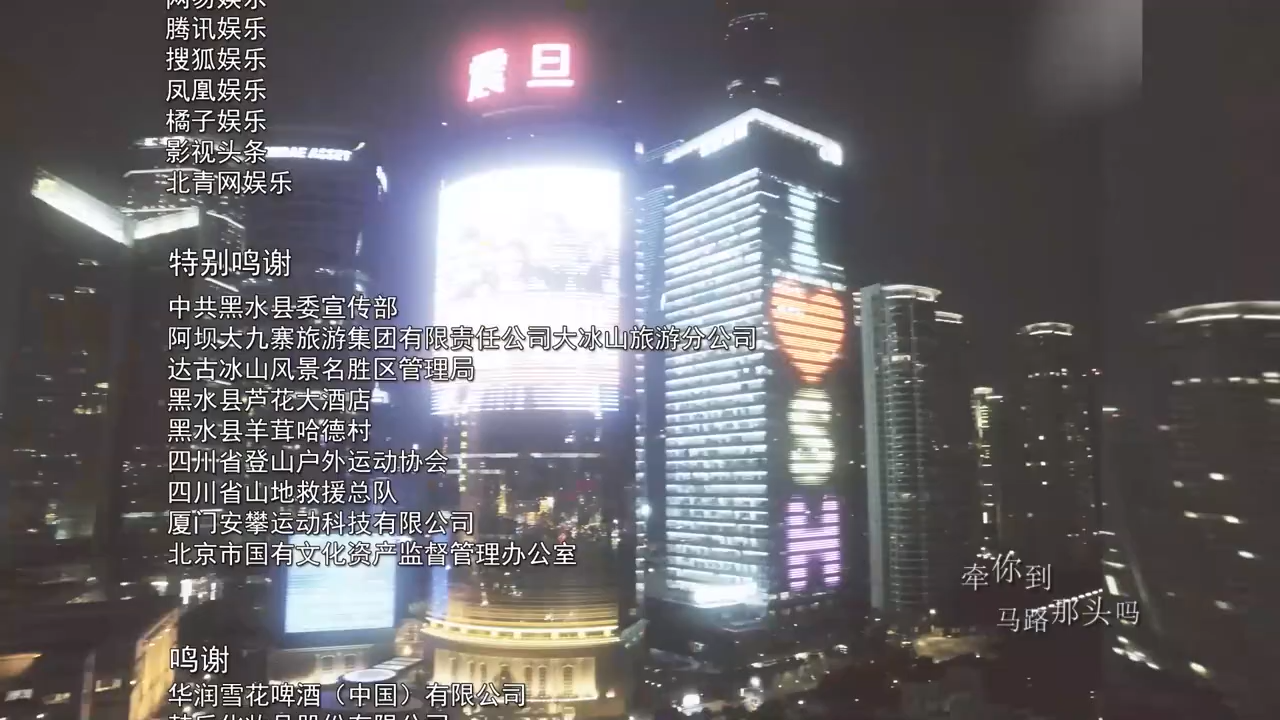 网易娱乐
腾讯娱乐
搜狐娱乐
凤凰娱乐
橘子娱乐
影视头条
北青网娱乐
特别鸣谢
中共黑水县委宣传部
阿坝大九寨旅游集团有限责任公司大冰山旅游分公司
达古冰山风景名胜区管理局
黑水县芦花大酒店
黑水县羊茸哈德村
四川省登山户外运动协会
四川省山地救援总队
厦门安攀运动科技有限公司
北京市国有文化资产监督管理办公室
鸣谢
华润雪花啤酒（中国）有限公司
震旦
I
SH
牵你到
马路那头吗